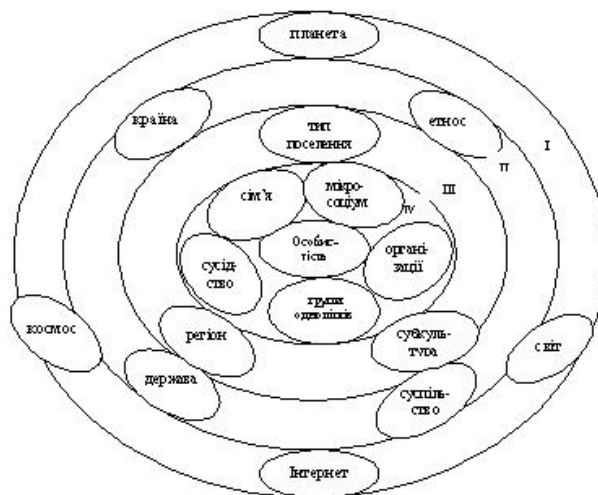 планета
країна
етнос
тип
поселення
I
II
III
сім'я
мікро-
соціум
IV
Особис-
тість
органі-
зації
сусід-
ство
група
однолітків
космос
регіон
субкуль-
тура
світ
держава
суспіль-
ство
Інтернет